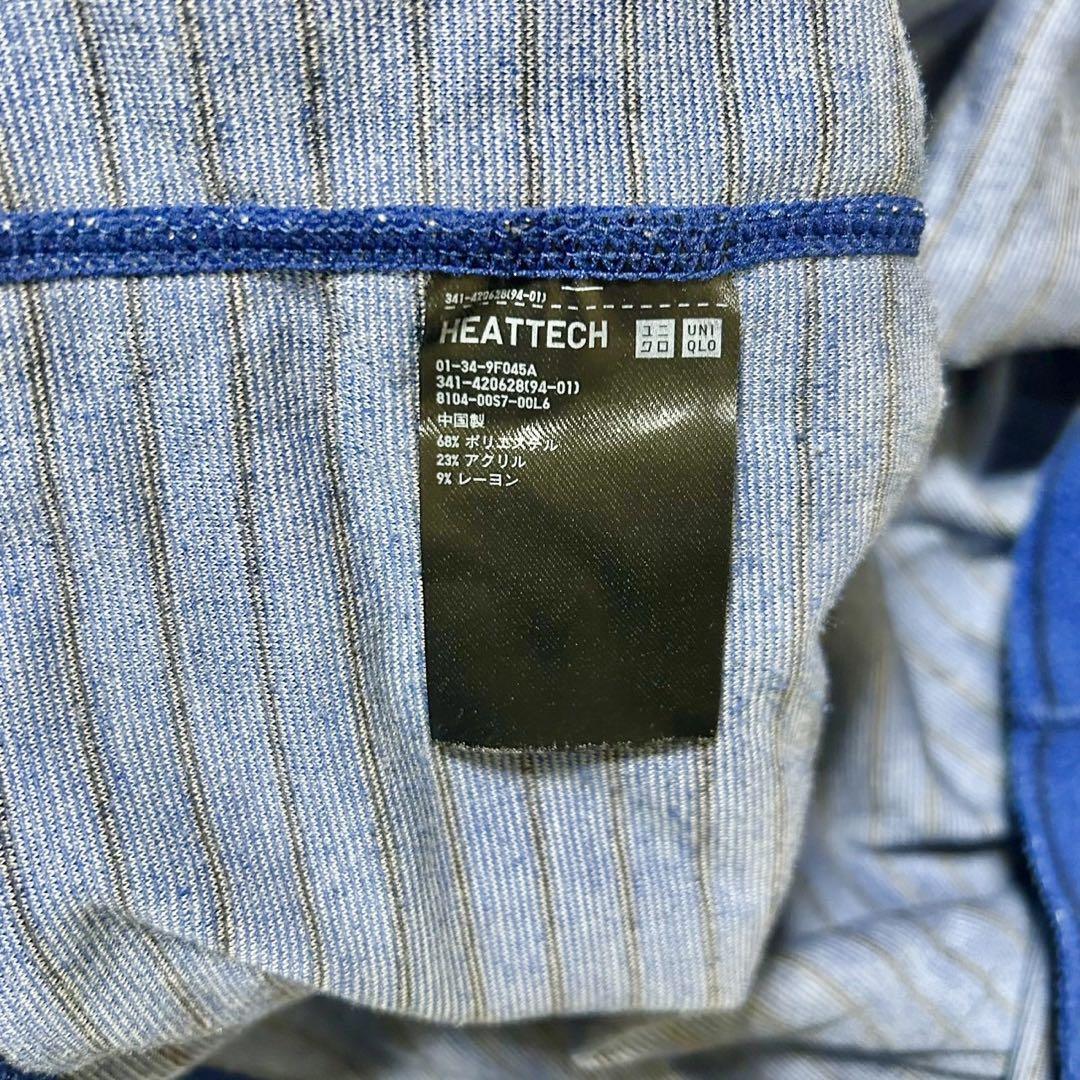 341-420628(94-01)
HEATTECH ユニクロ UNIQLO
01-34-9F045A
341-420628(94-01)
8104-00S7-00L6
中国製
68% ポリエステル
23% アクリル
9% レーヨン